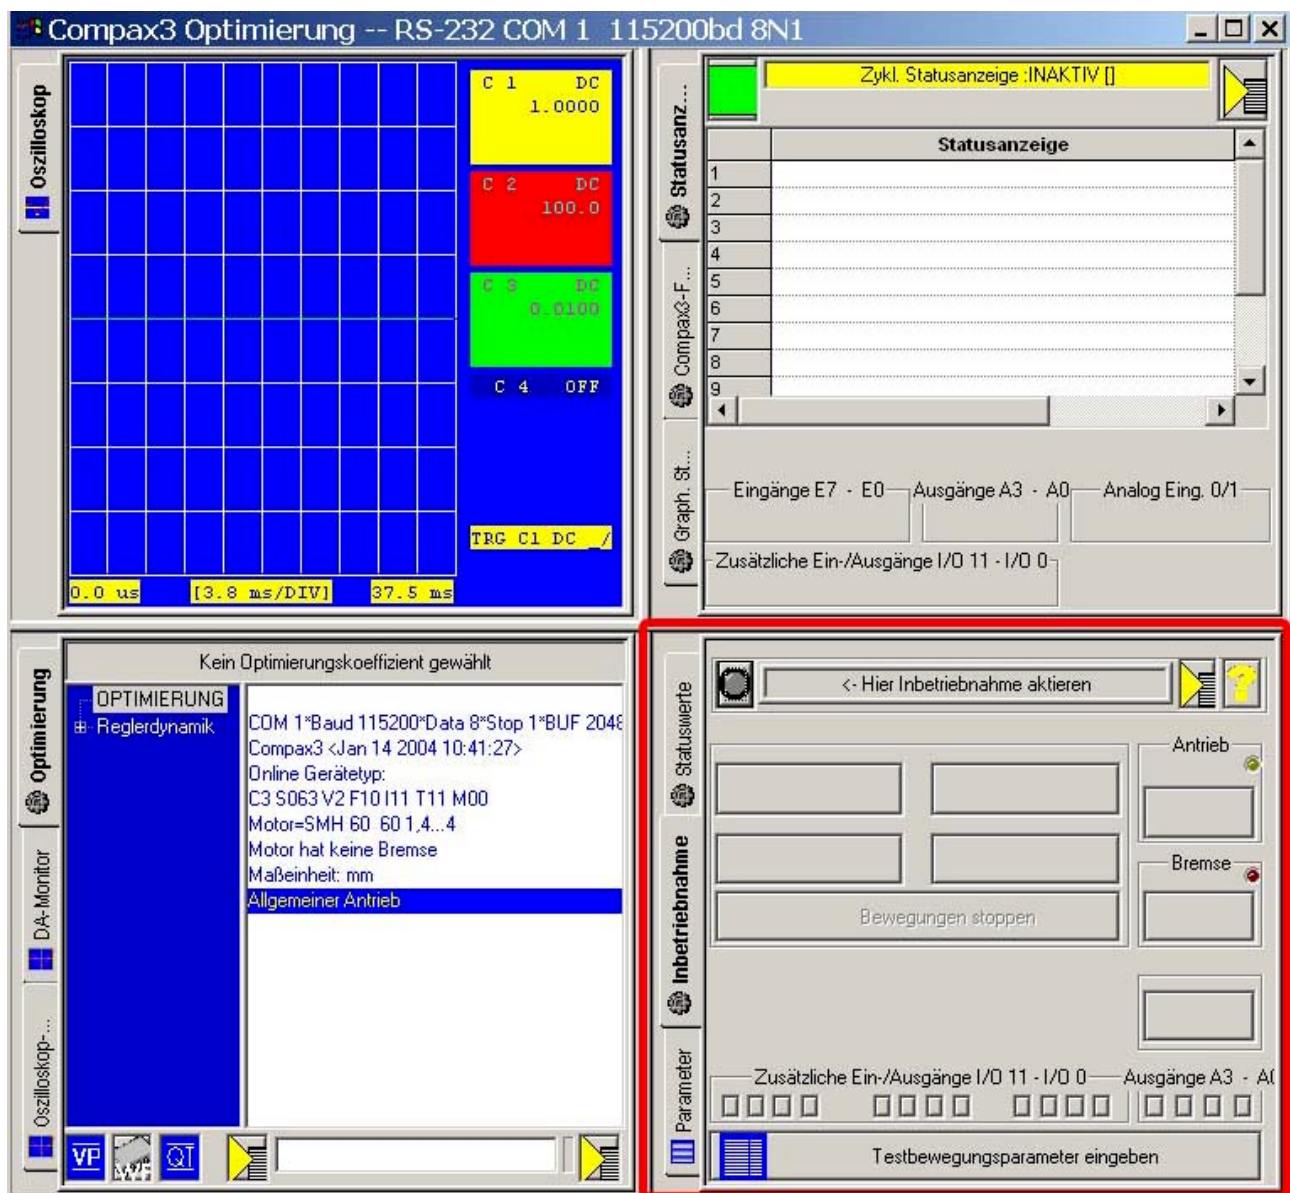 Compax3 Optimierung -- RS-232 COM 1 115200bd 8N1
Oszilloskop
C 1 DC
1.0000
C 2 DC
100.0
C 3 DC
0.0100
C 4 OFF
TRG C1 DC _/
0.0 us [3.8 ms/DIV] 37.5 ms
Statusanz...
Compax3-F...
Graph. St...
Zykl. Statusanzeige :INAKTIV []
Statusanzeige
1
2
3
4
5
6
7
8
9
Eingänge E7 - E0 Ausgänge A3 - A0 Analog Eing. 0/1
Zusätzliche Ein-/Ausgänge I/O 11 - I/O 0
Optimierung
DA-Monitor
Oszilloskop-...
Kein Optimierungskoeffizient gewählt
OPTIMIERUNG
Reglerdynamik
COM 1*Baud 115200*Data 8*Stop 1*BUF 2048
Compax3 <Jan 14 2004 10:41:27>
Online Gerätetyp:
C3 S063 V2 F10 I11 T11 M00
Motor=SMH 60 60 1,4...4
Motor hat keine Bremse
Maßeinheit: mm
Allgemeiner Antrieb
VP WF QT
Statuswerte
Inbetriebnahme
Parameter
<- Hier Inbetriebnahme aktieren
?
Antrieb
Bremse
Bewegungen stoppen
Zusätzliche Ein-/Ausgänge I/O 11 - I/O 0 Ausgänge A3 - A0
Testbewegungsparameter eingeben